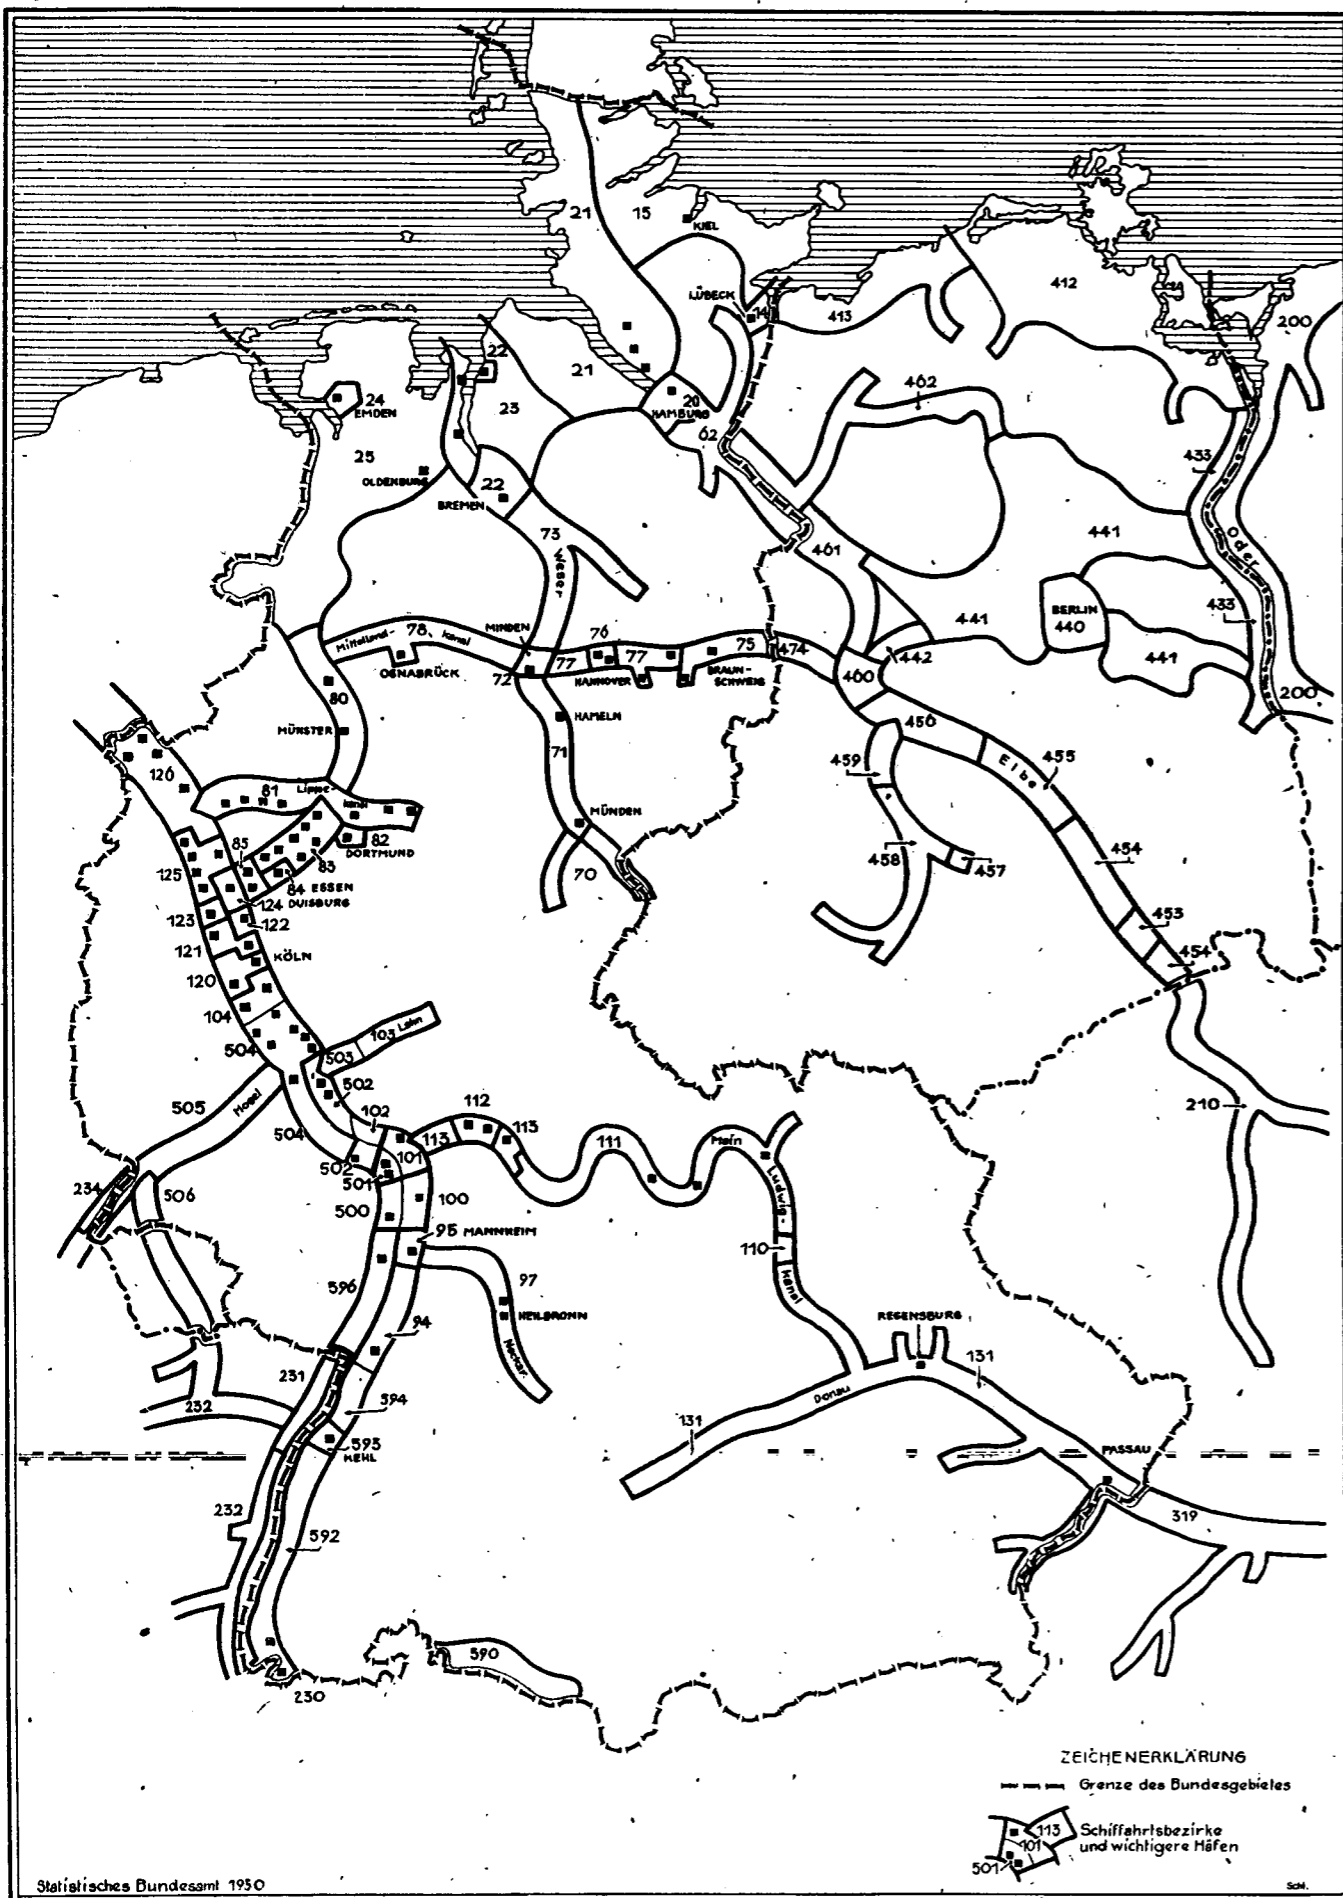 21
15
KIEL
412
LÜBECK
14
413
200
22
21
462
24
EMDEN
23
20
HAMBURG
62
25
433
OLDENBURG
22
BREMEN
73
441
461
Oder
Weser
BERLIN
440
433
78
Mittelland-
Kanal
MINDEN
76
75
474
441
442
441
OSNABRÜCK
72
77
77
HANNOVER
BRAUN-
SCHWEIG
460
200
80
HAMELN
456
MÜNSTER
71
459
Elbe
455
126
81
Lippe-
Kanal
MÜNDEN
82
DORTMUND
85
83
454
458
457
125
84 ESSEN
70
124 DUISBURG
123
122
453
121
KÖLN
454
120
104
103
Lahn
504
503
502
505
Mosel
112
102
210
504
113
113
111
Main
502
101
501
234
506
100
500
Ludwig-
95 MANNHEIM
110
596
97
Kanal
HEILBRONN
94
REGENSBURG
Neckar
231
131
594
Donau
232
131
593
KEHL
PASSAU
232
319
592
590
230
ZEICHENERKLÄRUNG
Grenze des Bundesgebietes
113
101
501
Schiffahrtsbezirke
und wichtigere Häfen
Statistisches Bundesamt 1950
Schl.